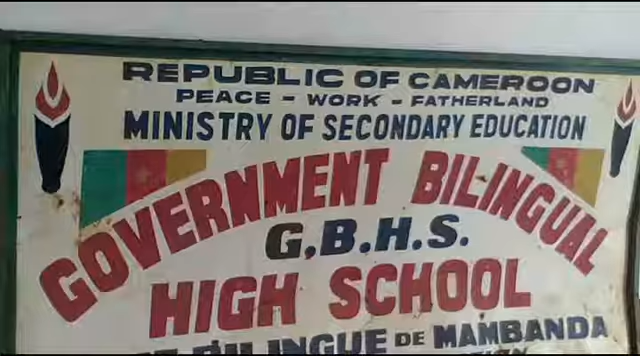 REPUBLIC OF CAMEROON
PEACE - WORK - FATHERLAND
MINISTRY OF SECONDARY EDUCATION
GOVERNMENT BILINGUAL
G.B.H.S.
HIGH SCHOOL
BILINGUE DE MAMBANDA